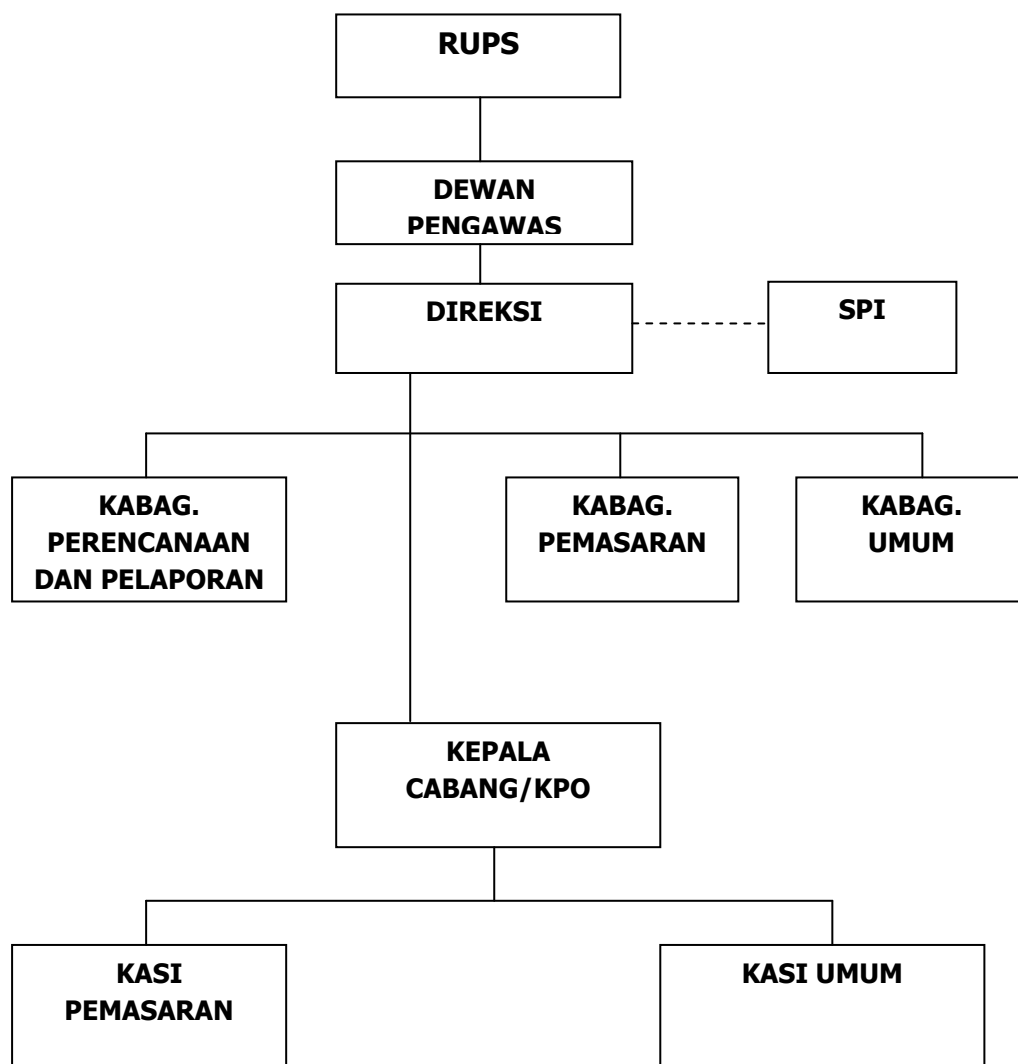 RUPS
DEWAN
PENGAWAS
DIREKSI
SPI
KABAG.
PERENCANAAN
DAN PELAPORAN
KABAG.
PEMASARAN
KABAG.
UMUM
KEPALA
CABANG/KPO
KASI
PEMASARAN
KASI UMUM